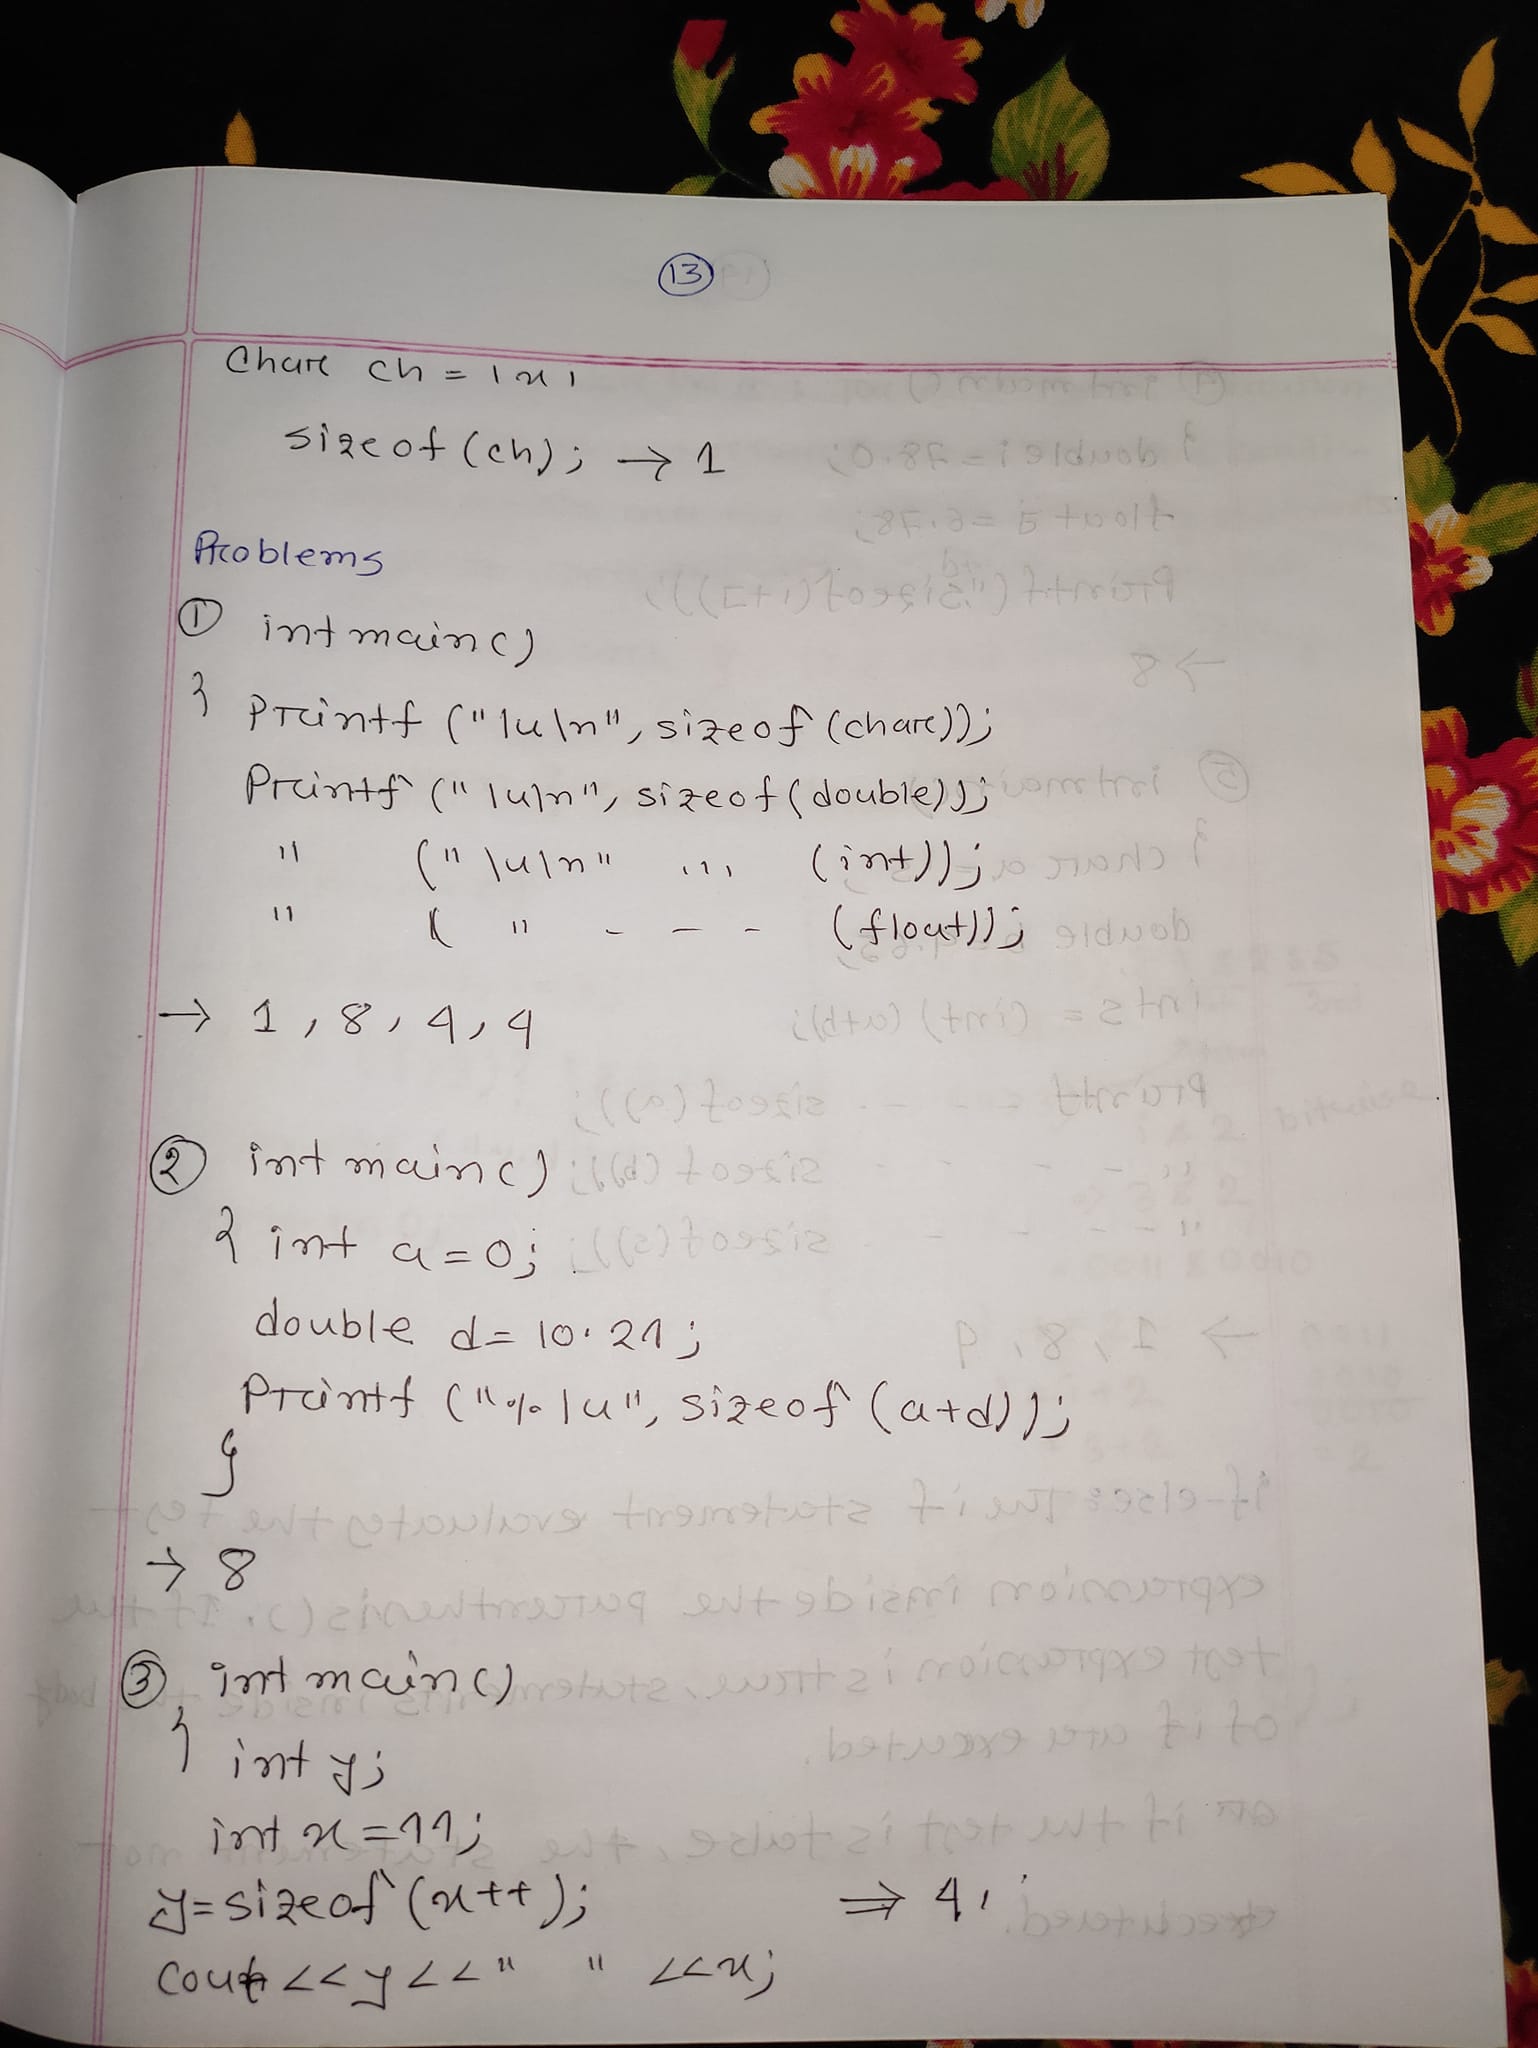 13
Char ch = 'x'
sizeof (ch); → 1
Problems
① int main()
{ Printf ("lu\n", sizeof (char));
Printf ("lu\n", sizeof (double));
" ("lu\n" ''' (int));
" ( " - - - (float));
→ 1, 8, 4, 4
② int main()
{ int a=0;
double d= 10.21;
Printf ("%lu", sizeof (a+d));
}
→ 8
③ int main()
{ int y;
int x=11;
y=sizeof (x++); ⇒ 4,
cout <<y<<" " <<x;